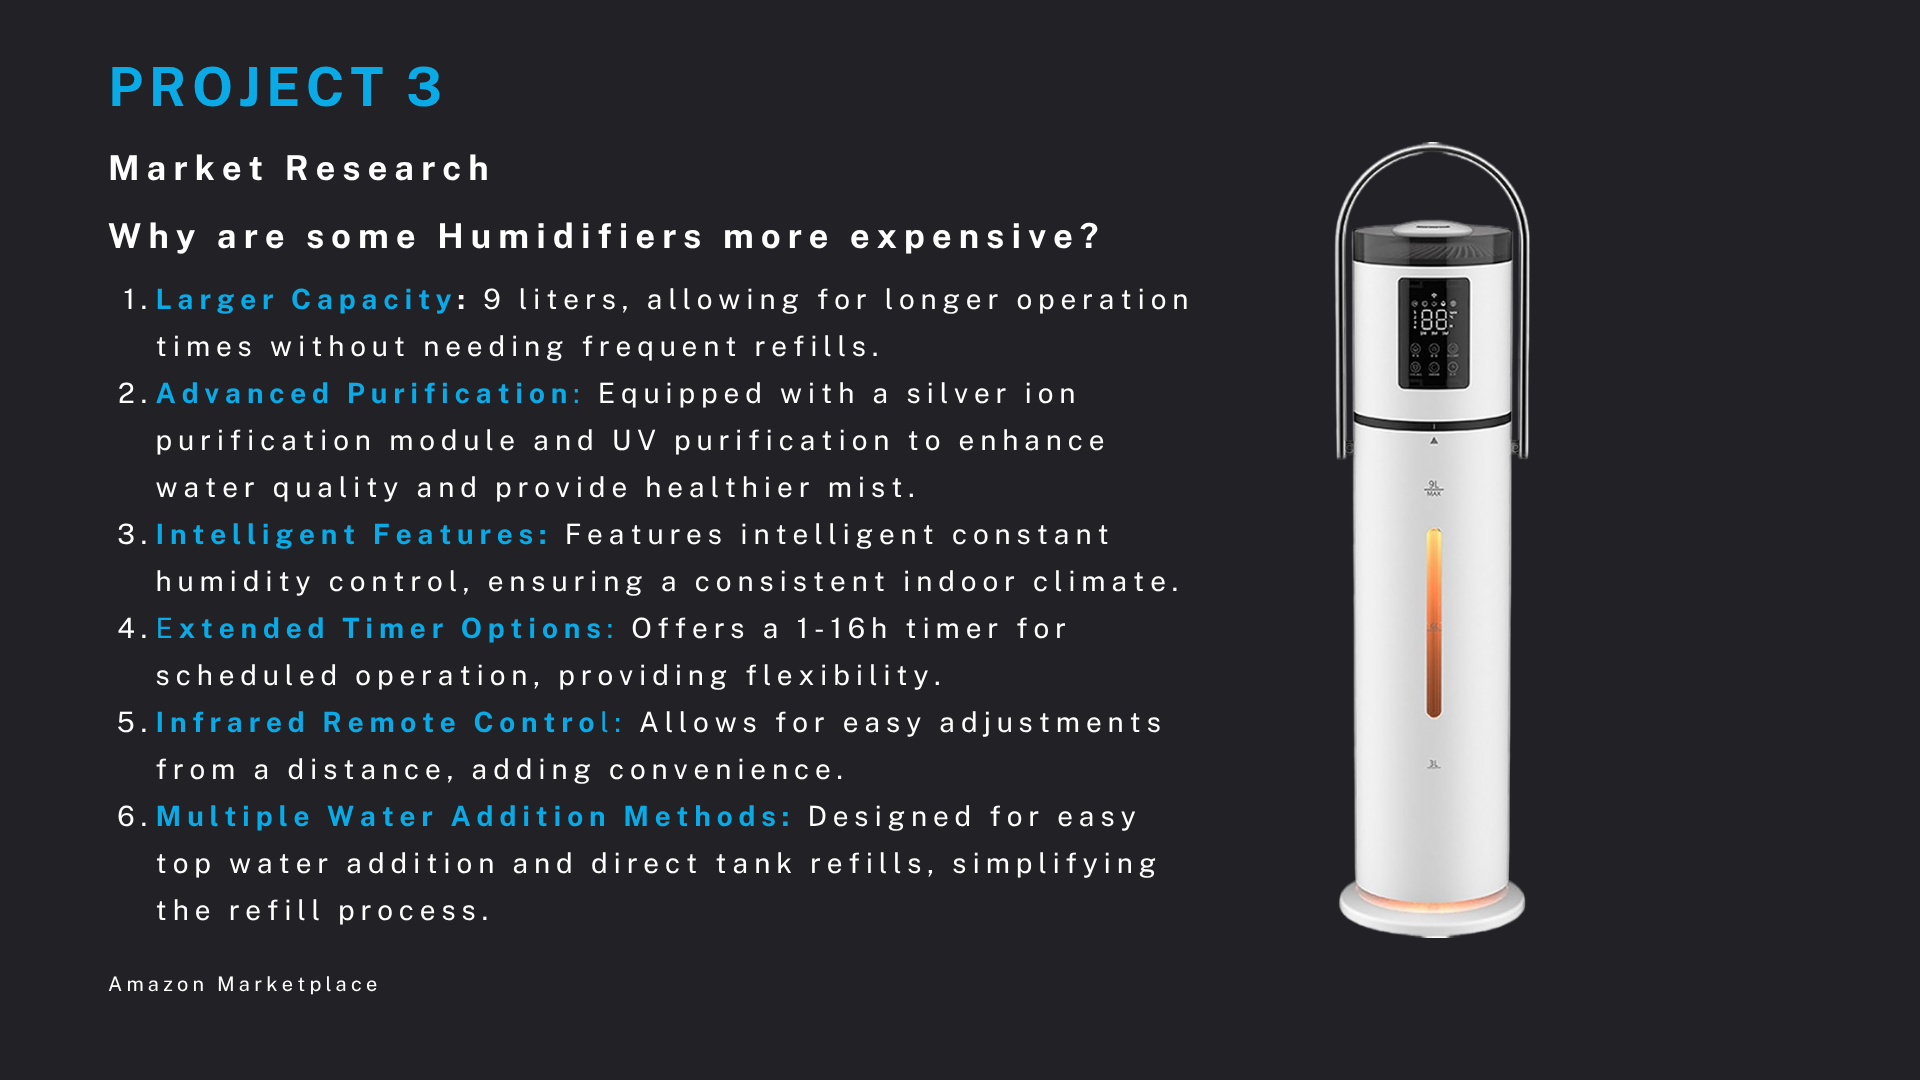 PROJECT 3
Market Research
Why are some Humidifiers more expensive?
1. Larger Capacity: 9 liters, allowing for longer operation
times without needing frequent refills.
2. Advanced Purification: Equipped with a silver ion
purification module and UV purification to enhance
water quality and provide healthier mist.
3. Intelligent Features: Features intelligent constant
humidity control, ensuring a consistent indoor climate.
4. Extended Timer Options: Offers a 1-16h timer for
scheduled operation, providing flexibility.
5. Infrared Remote Control: Allows for easy adjustments
from a distance, adding convenience.
6. Multiple Water Addition Methods: Designed for easy
top water addition and direct tank refills, simplifying
the refill process.
Amazon Marketplace
88
9L
MAX
6L
3L